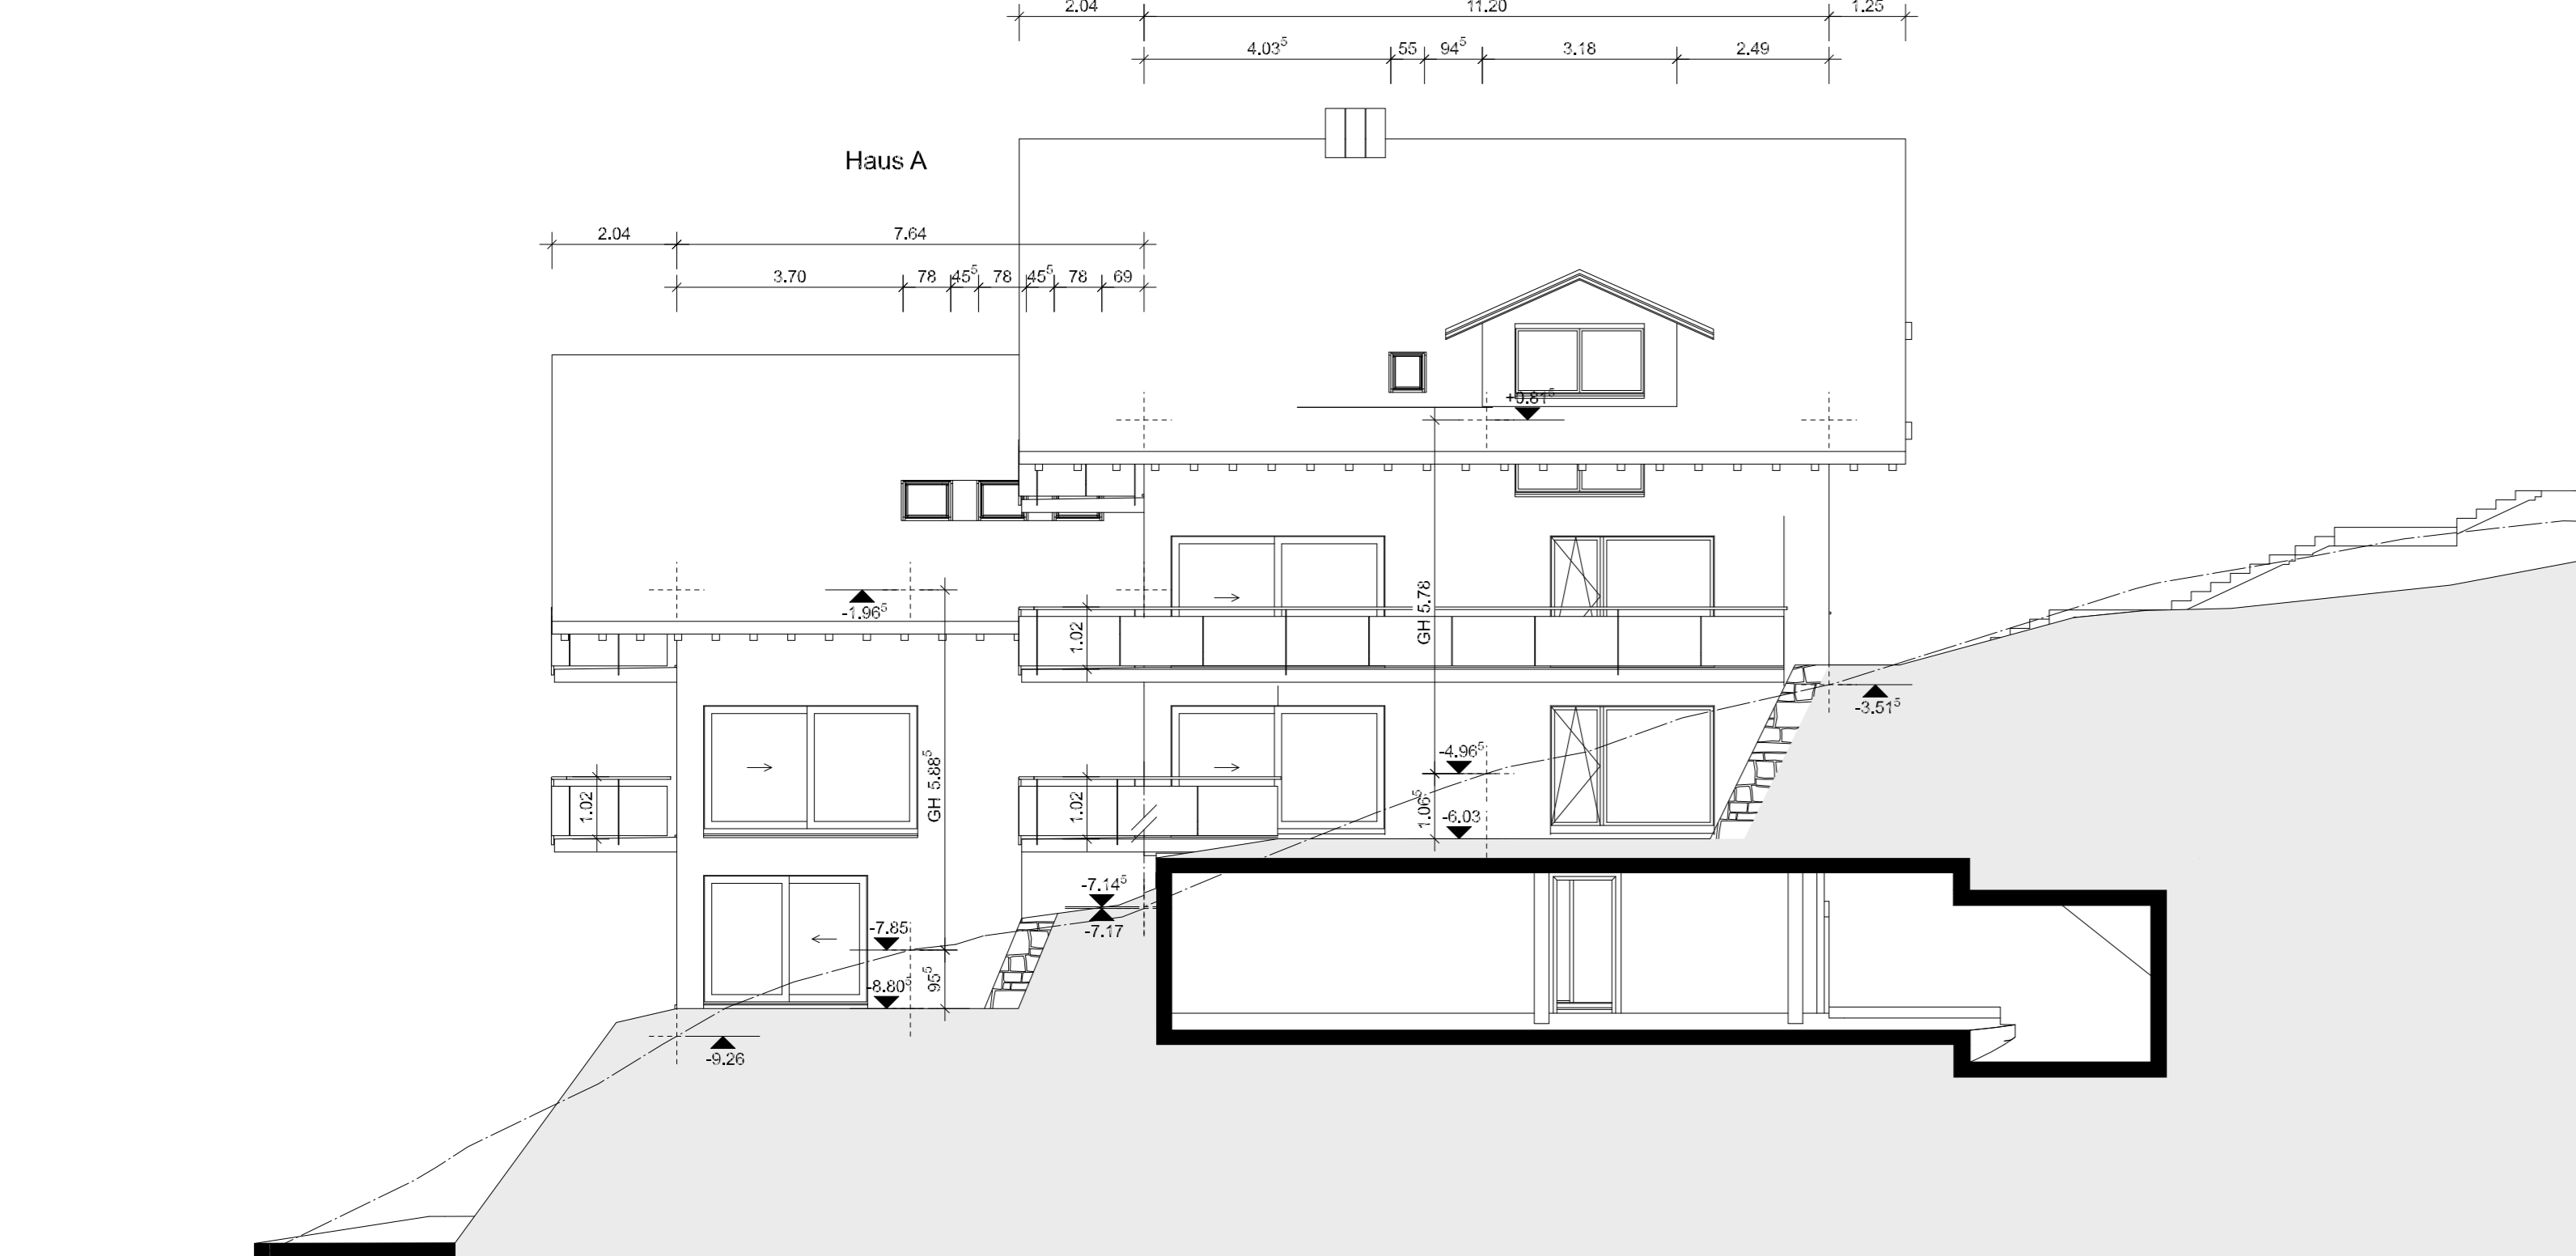 2.04 11.20 1.25
4.03⁵ 55 94⁵ 3.18 2.49
Haus A
2.04 7.64
3.70 78 45⁵ 78 45⁵ 78 69
+0.81⁵
-1.96⁵
GH 5.78
1.02
-3.51⁵
GH 5.88⁵
-4.96⁵
1.02
1.02
1.06⁵
-6.03
-7.14⁵
-7.17
-7.85
95⁵
-8.80⁵
-9.26